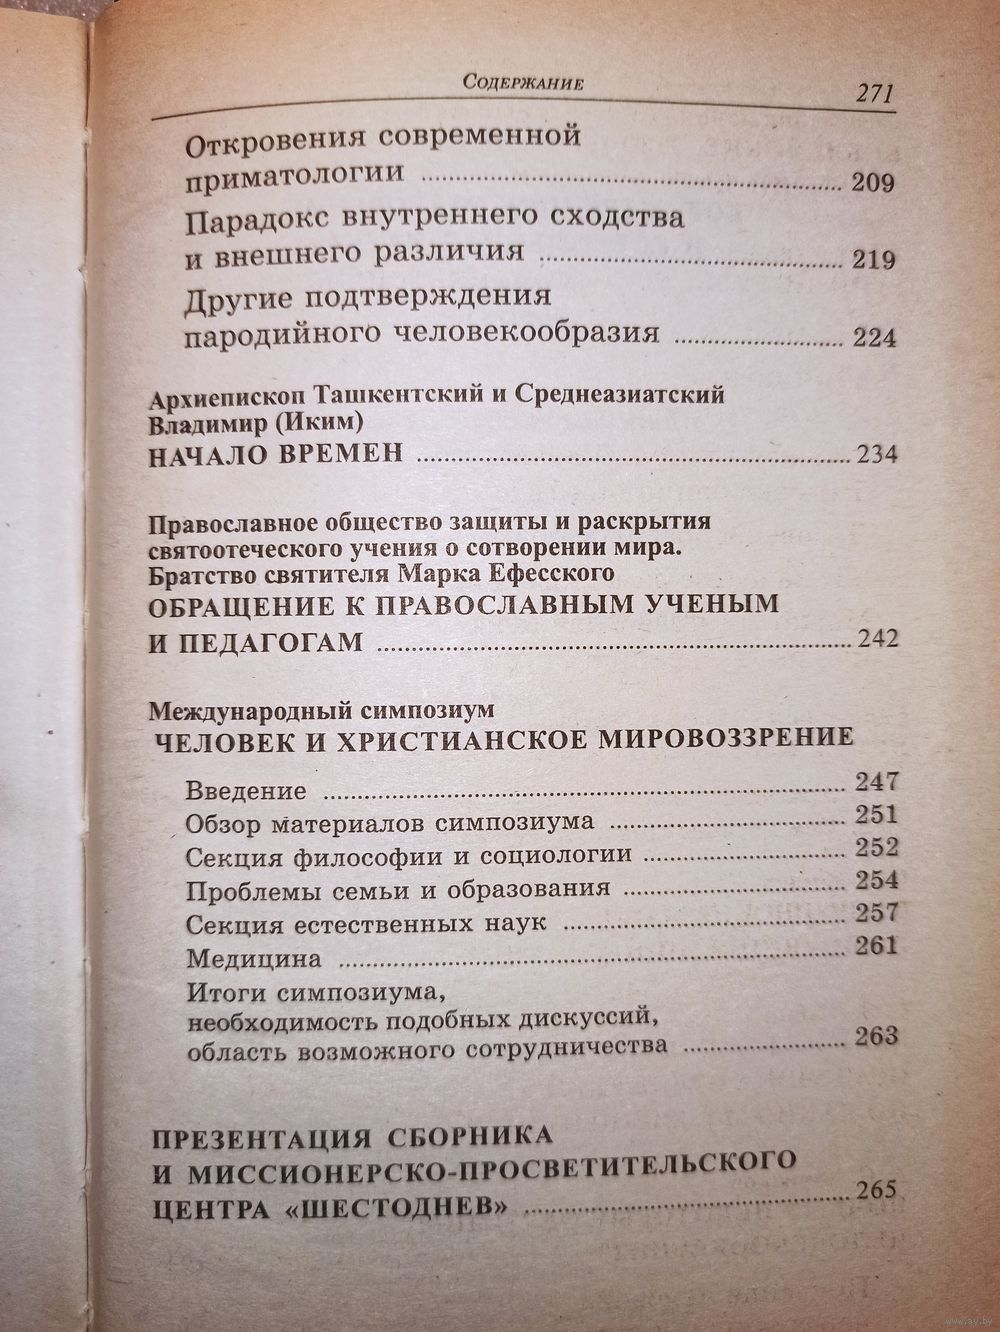 Содержание 271
Откровения современной
приматологии ........ 209
Парадокс внутреннего сходства
и внешнего различия ........ 219
Другие подтверждения
пародийного человекообразия ........ 224
Архиепископ Ташкентский и Среднеазиатский
Владимир (Иким)
НАЧАЛО ВРЕМЕН ........ 234
Православное общество защиты и раскрытия
святоотеческого учения о сотворении мира.
Братство святителя Марка Ефесского
ОБРАЩЕНИЕ К ПРАВОСЛАВНЫМ УЧЕНЫМ
И ПЕДАГОГАМ ........ 242
Международный симпозиум
ЧЕЛОВЕК И ХРИСТИАНСКОЕ МИРОВОЗЗРЕНИЕ
Введение ........ 247
Обзор материалов симпозиума ........ 251
Секция философии и социологии ........ 252
Проблемы семьи и образования ........ 254
Секция естественных наук ........ 257
Медицина ........ 261
Итоги симпозиума,
необходимость подобных дискуссий,
область возможного сотрудничества ........ 263
ПРЕЗЕНТАЦИЯ СБОРНИКА
И МИССИОНЕРСКО-ПРОСВЕТИТЕЛЬСКОГО
ЦЕНТРА «ШЕСТОДНЕВ» ........ 265
www.ay.by